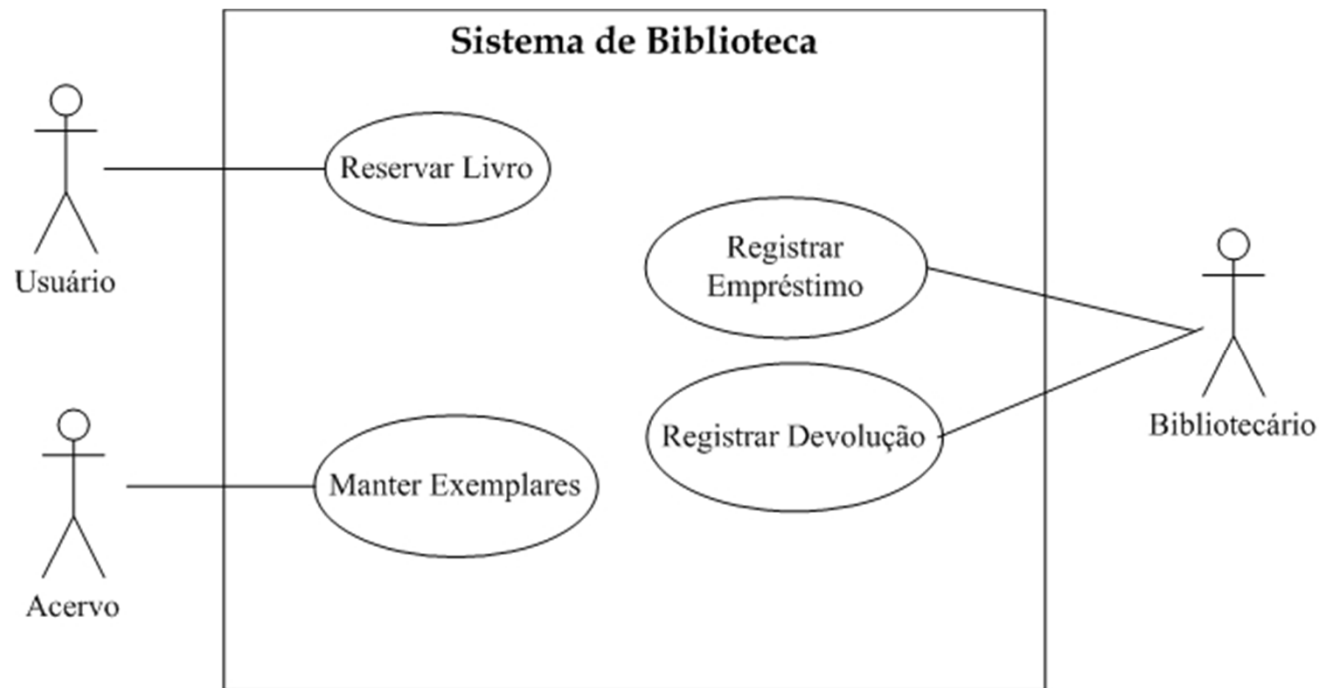 Sistema de Biblioteca
Reservar Livro
Usuário
Registrar
Empréstimo
Registrar Devolução
Bibliotecário
Manter Exemplares
Acervo